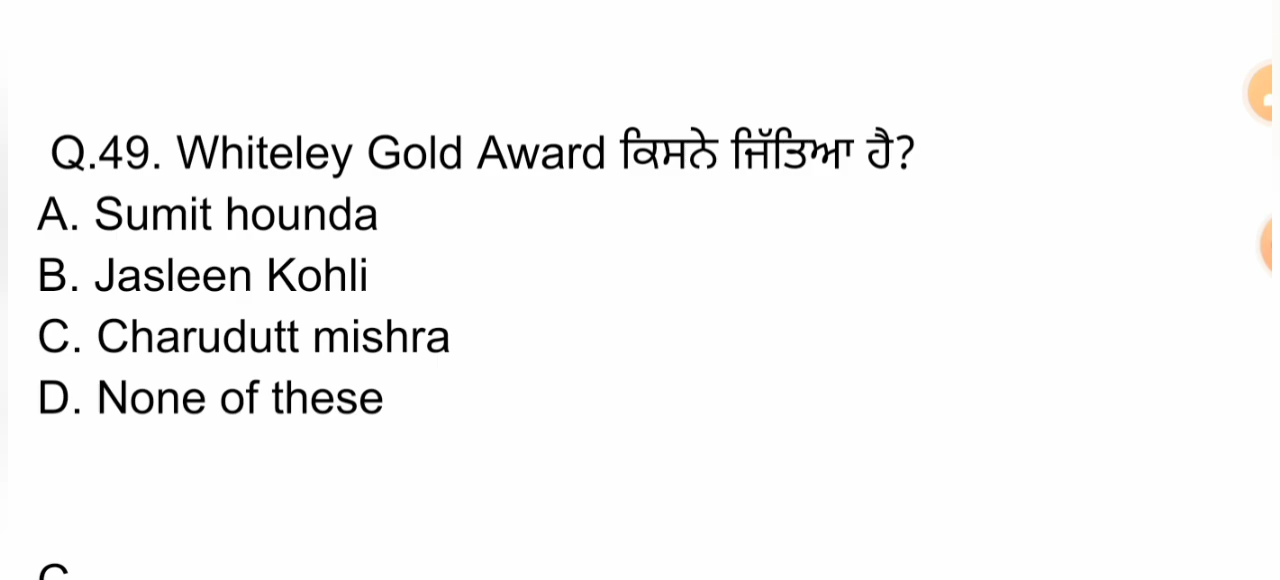 Q.49. Whiteley Gold Award ਕਿਸਨੇ ਜਿੱਤਿਆ ਹੈ?
A. Sumit hounda
B. Jasleen Kohli
C. Charudutt mishra
D. None of these